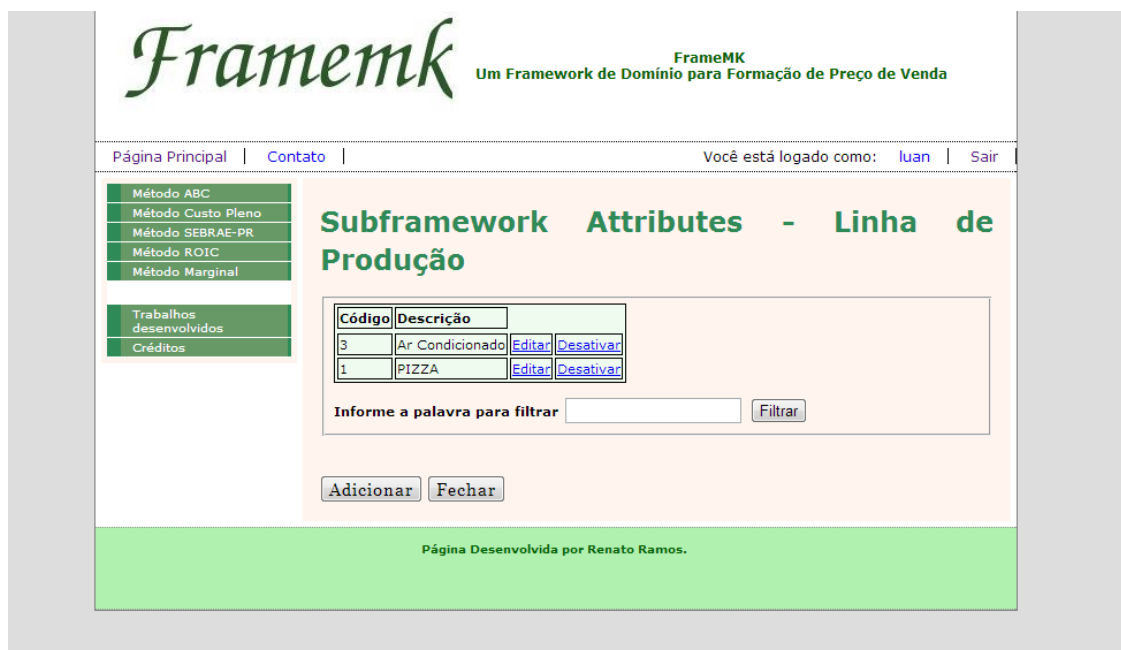 Framemk
FrameMK
Um Framework de Domínio para Formação de Preço de Venda
Página Principal | Contato |
Você está logado como: luan | Sair |
Método ABC
Método Custo Pleno
Método SEBRAE-PR
Método ROIC
Método Marginal
Trabalhos
desenvolvidos
Créditos
Subframework Attributes - Linha de
Produção
Código Descrição
3 Ar Condicionado Editar Desativar
1 PIZZA Editar Desativar
Informe a palavra para filtrar Filtrar
Adicionar Fechar
Página Desenvolvida por Renato Ramos.